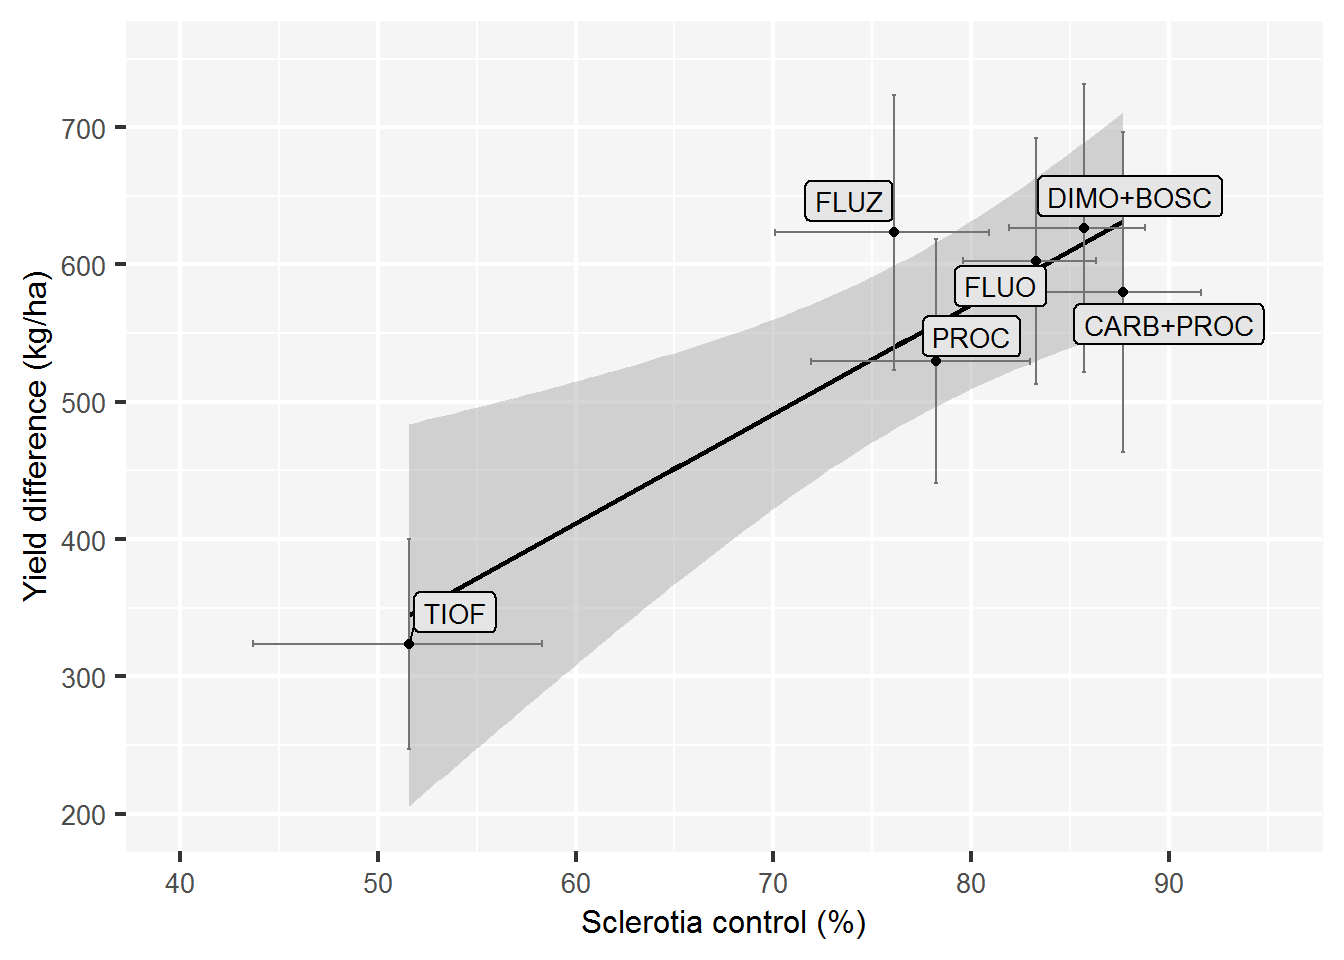 700
600
500
400
300
200
40
50
60
70
80
90
Yield difference (kg/ha)
Sclerotia control (%)
DIMO+BOSC
FLUZ
FLUO
CARB+PROC
PROC
TIOF